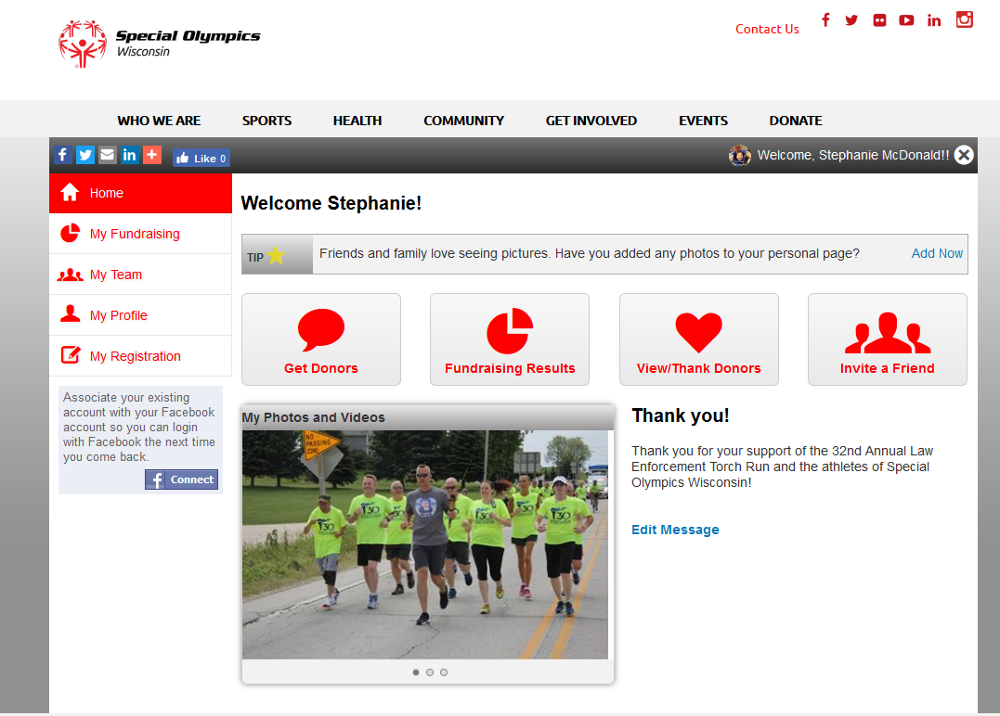 Special Olympics
Wisconsin
Contact Us
WHO WE ARE SPORTS HEALTH COMMUNITY GET INVOLVED EVENTS DONATE
Like 0
Welcome, Stephanie McDonald!!
Home
My Fundraising
My Team
My Profile
My Registration
Associate your existing
account with your Facebook
account so you can login
with Facebook the next time
you come back.
Connect
Welcome Stephanie!
TIP
Friends and family love seeing pictures. Have you added any photos to your personal page?
Add Now
Get Donors
Fundraising Results
View/Thank Donors
Invite a Friend
My Photos and Videos
NO
PASSING
ZONE
30
30
Thank you!
Thank you for your support of the 32nd Annual Law
Enforcement Torch Run and the athletes of Special
Olympics Wisconsin!
Edit Message